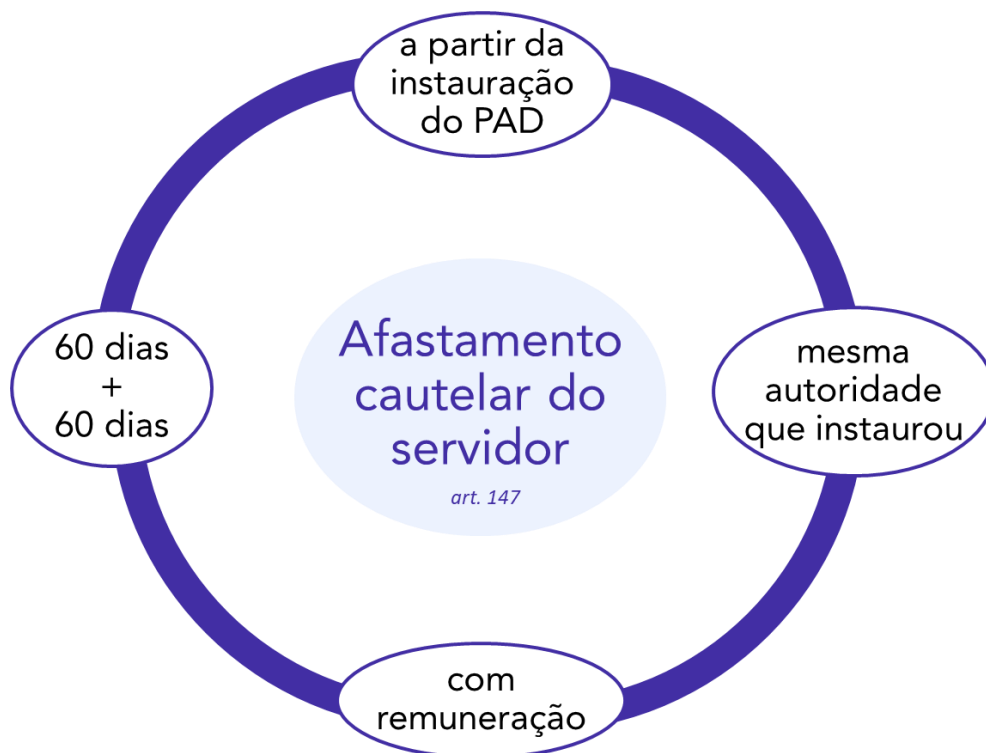 a partir da
instauração
do PAD
60 dias
+
60 dias
Afastamento
cautelar do
servidor
art. 147
mesma
autoridade
que instaurou
com
remuneração